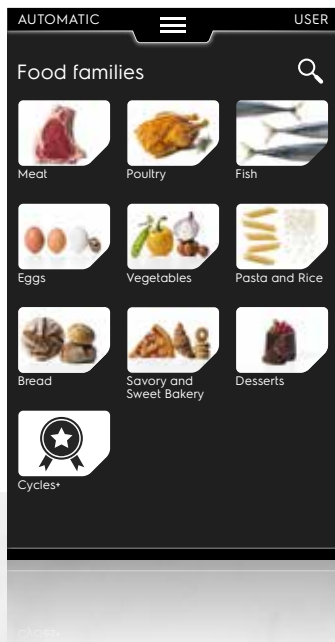 AUTOMATIC
USER
Food families
Meat
Poultry
Fish
Eggs
Vegetables
Pasta and Rice
Bread
Savory and
Sweet Bakery
Desserts
Cycles+